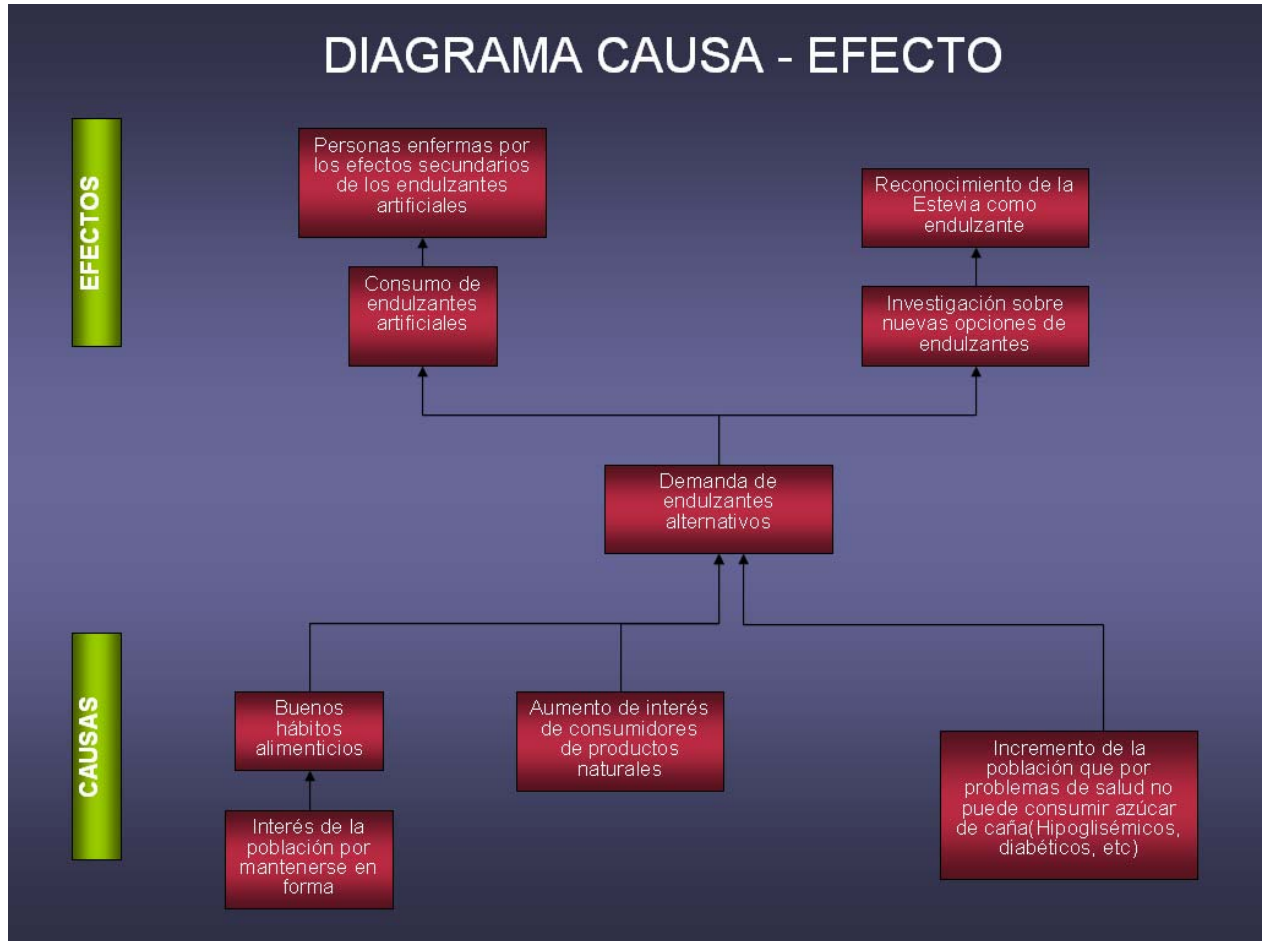 DIAGRAMA CAUSA - EFECTO
EFECTOS
Personas enfermas por
los efectos secundarios
de los endulzantes
artificiales
Reconocimiento de la
Estevia como
endulzante
Consumo de
endulzantes
artificiales
Investigación sobre
nuevas opciones de
endulzantes
Demanda de
endulzantes
alternativos
CAUSAS
Buenos
hábitos
alimenticios
Aumento de interés
de consumidores
de productos
naturales
Incremento de la
población que por
problemas de salud no
puede consumir azúcar
de caña(Hipoglisémicos,
diabéticos, etc)
Interés de la
población por
mantenerse en
forma